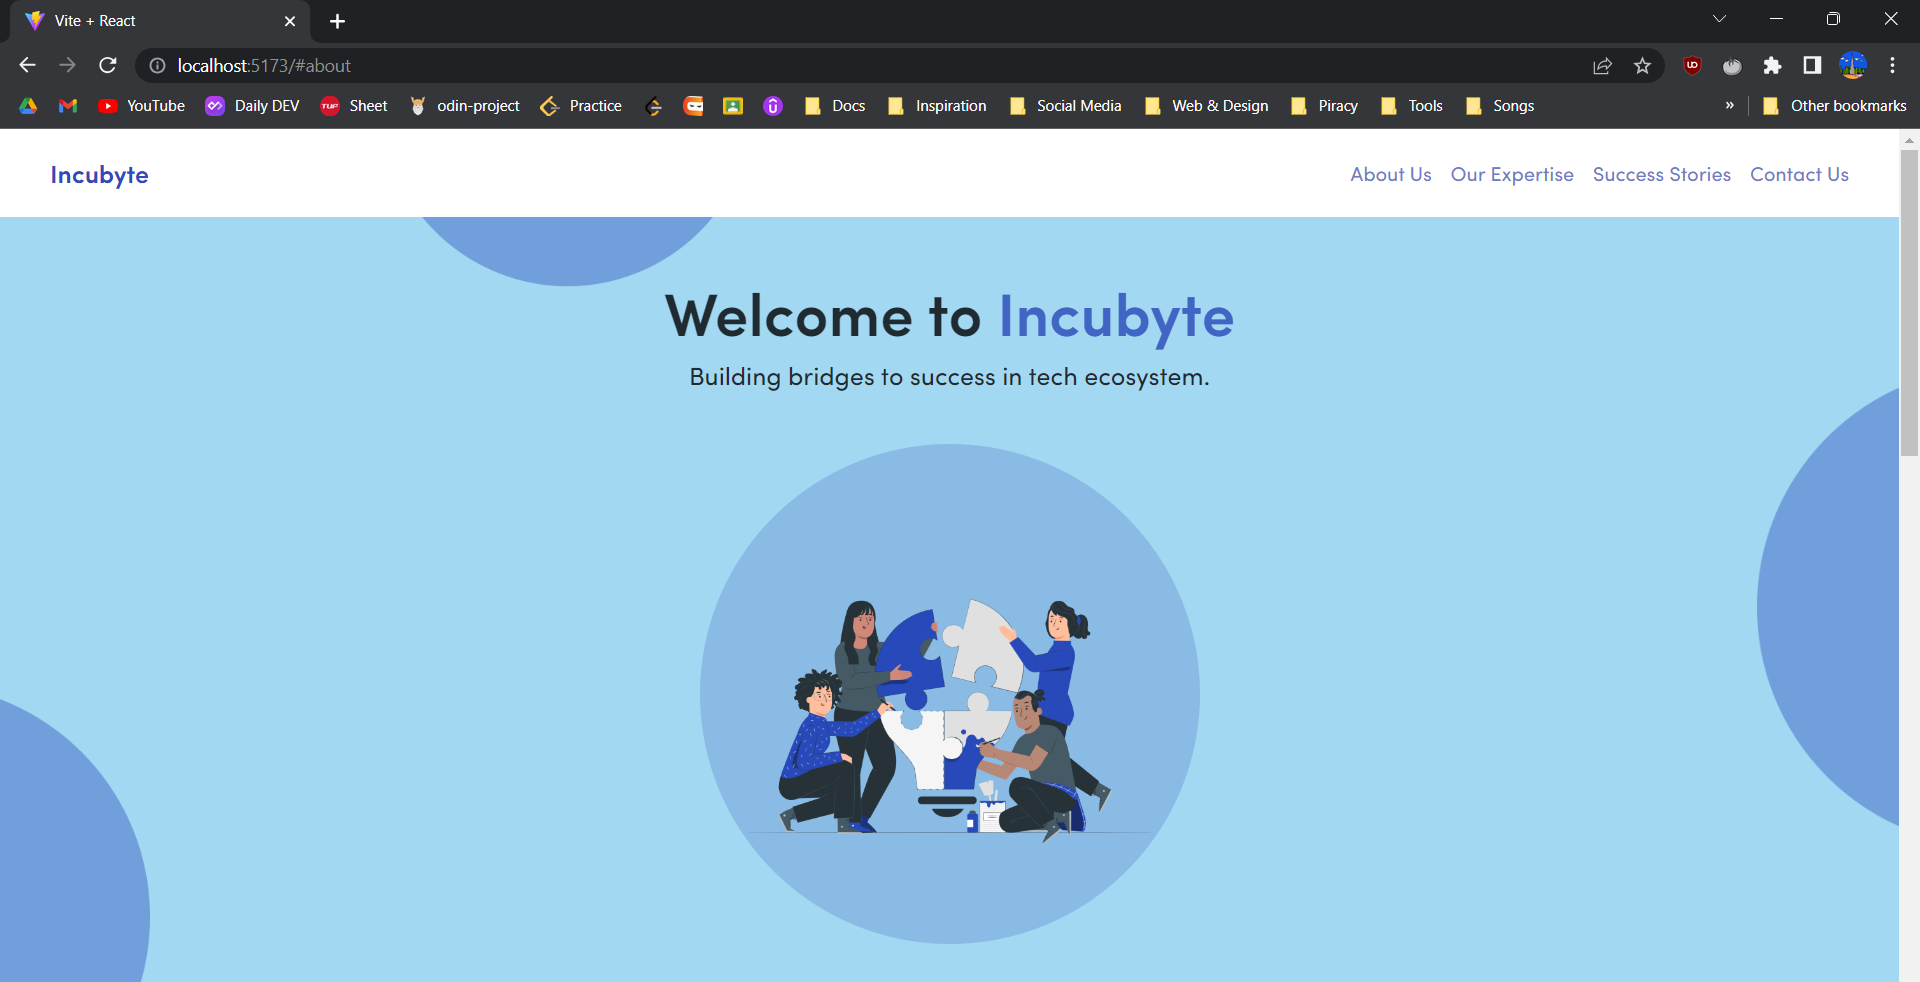 Vite + React
localhost:5173/#about
YouTube Daily DEV TUF Sheet odin-project Practice Docs Inspiration Social Media Web & Design Piracy Tools Songs » Other bookmarks
Incubyte About Us Our Expertise Success Stories Contact Us
Welcome to Incubyte
Building bridges to success in tech ecosystem.